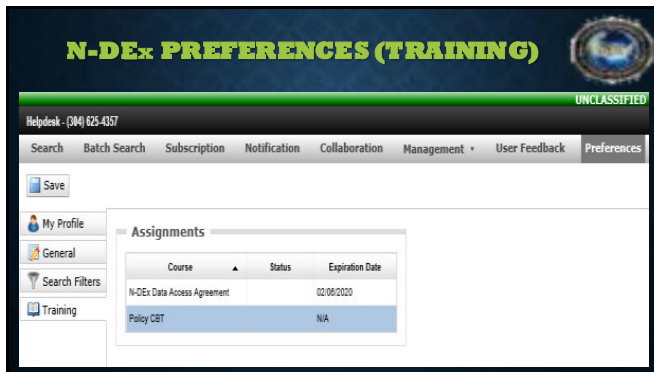 N-DEx PREFERENCES (TRAINING)
UNCLASSIFIED
Helpdesk - (304) 625-4357
Search Batch Search Subscription Notification Collaboration Management User Feedback Preferences
Save
My Profile
General
Search Filters
Training
Assignments
Course Status Expiration Date
N-DEx Data Access Agreement 02/08/2020
Policy CBT N/A